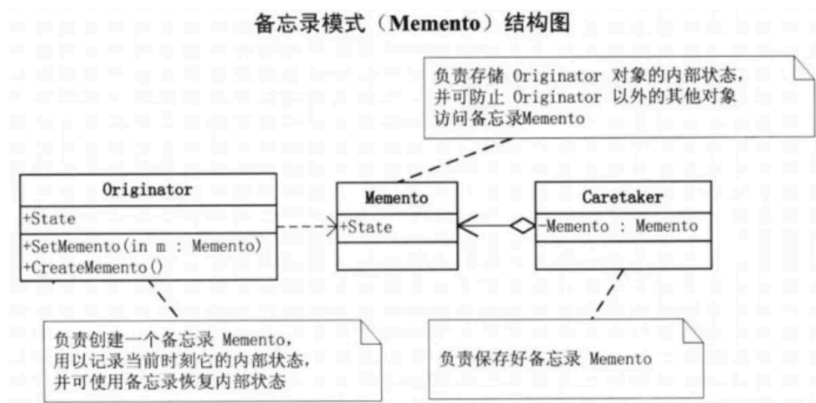 备忘录模式（Memento）结构图
负责存储 Originator 对象的内部状态，
并可防止 Originator 以外的其他对象
访问备忘录Memento
Originator
+State
+SetMemento(in m : Memento)
+CreateMemento()
Memento
+State
Caretaker
-Memento : Memento
负责创建一个备忘录 Memento，
用以记录当前时刻它的内部状态，
并可使用备忘录恢复内部状态
负责保存好备忘录 Memento